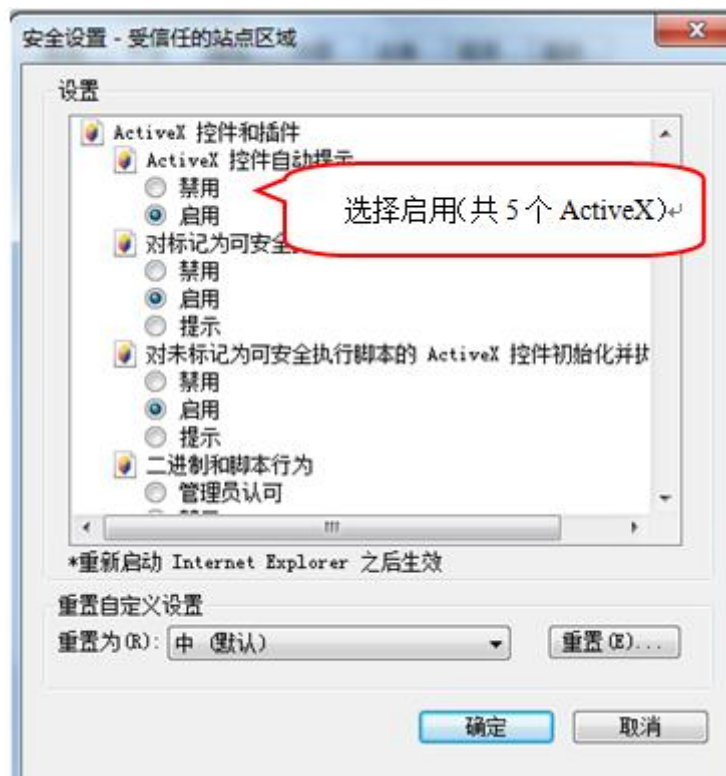 安全设置 - 受信任的站点区域
设置
ActiveX 控件和插件
ActiveX 控件自动提示
禁用
启用
选择启用(共 5 个 ActiveX)↵
对标记为可安全
禁用
启用
提示
对未标记为可安全执行脚本的 ActiveX 控件初始化并执
禁用
启用
提示
二进制和脚本行为
管理员认可
*重新启动 Internet Explorer 之后生效
重置自定义设置
重置为(R): 中 (默认) 重置(E)...
确定 取消